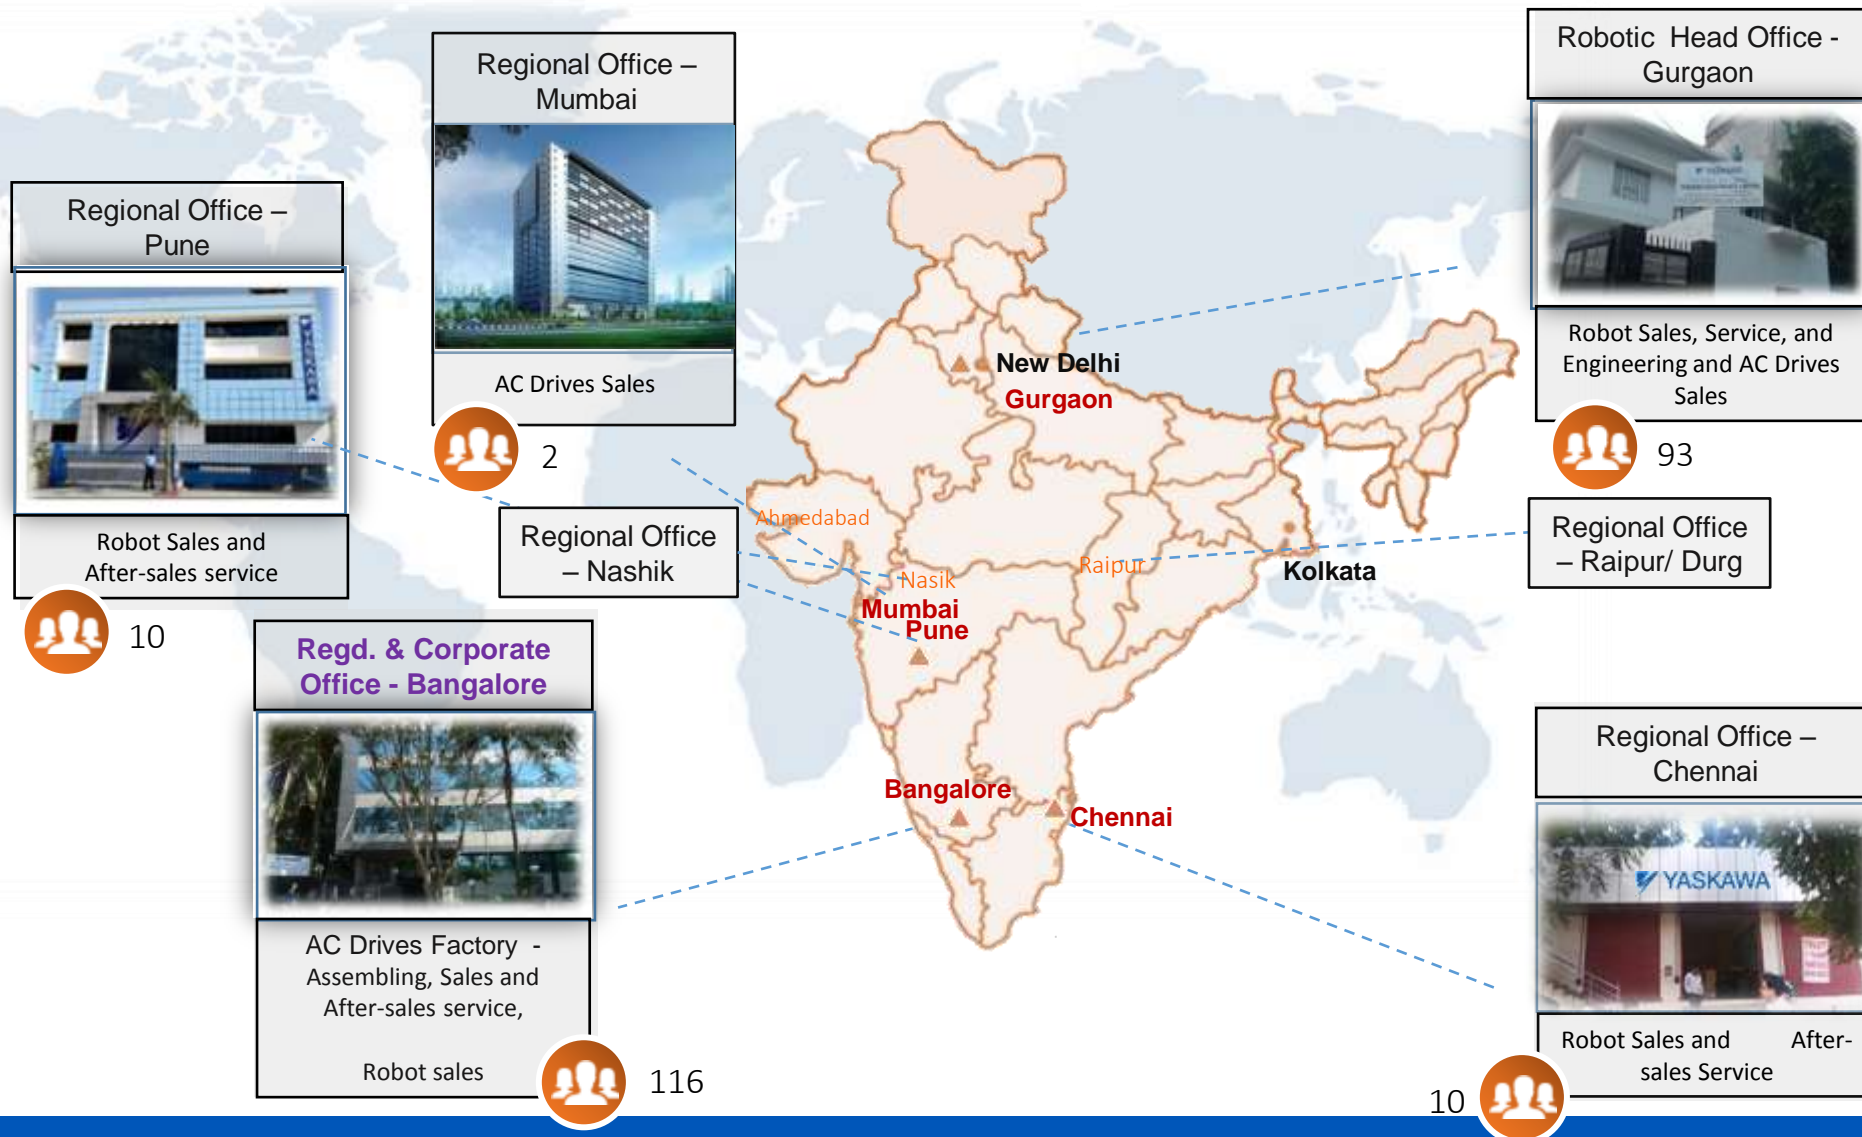 Regional Office –
Mumbai
AC Drives Sales
2
Robotic Head Office -
Gurgaon
Robot Sales, Service, and
Engineering and AC Drives
Sales
93
Regional Office –
Pune
YASKAWA
Robot Sales and
After-sales service
10
Regional Office
– Nashik
Regional Office
– Raipur/ Durg
New Delhi
Gurgaon
Ahmedabad
Nasik
Raipur
Kolkata
Mumbai
Pune
Bangalore
Chennai
Regd. & Corporate
Office - Bangalore
AC Drives Factory -
Assembling, Sales and
After-sales service,
Robot sales
116
Regional Office –
Chennai
YASKAWA
Robot Sales and After-
sales Service
10